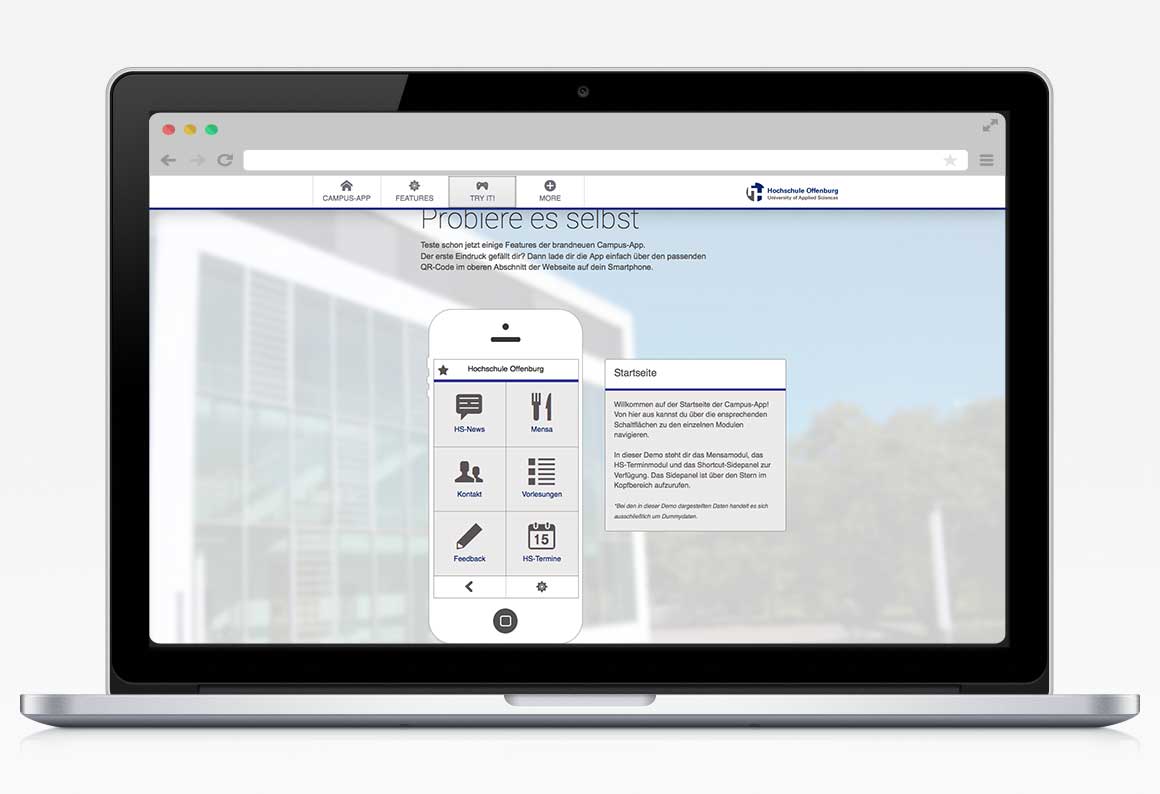 CAMPUS-APP
FEATURES
TRY IT!
MORE
Hochschule Offenburg
University of Applied Sciences
Probiere es selbst
Teste schon jetzt einige Features der brandneuen Campus-App.
Der erste Eindruck gefällt dir? Dann lade dir die App einfach über den passenden
QR-Code im oberen Abschnitt der Webseite auf dein Smartphone.
Hochschule Offenburg
HS-News
Mensa
Kontakt
Vorlesungen
Feedback
15
HS-Termine
Startseite
Willkommen auf der Startseite der Campus-App!
Von hier aus kannst du über die ensprechenden
Schaltflächen zu den einzelnen Modulen
navigieren.
In dieser Demo steht dir das Mensamodul, das
HS-Terminmodul und das Shortcut-Sidepanel zur
Verfügung. Das Sidepanel ist über den Stern im
Kopfbereich aufzurufen.
*Bei den in dieser Demo dargestellten Daten handelt es sich
ausschließlich um Dummydaten.